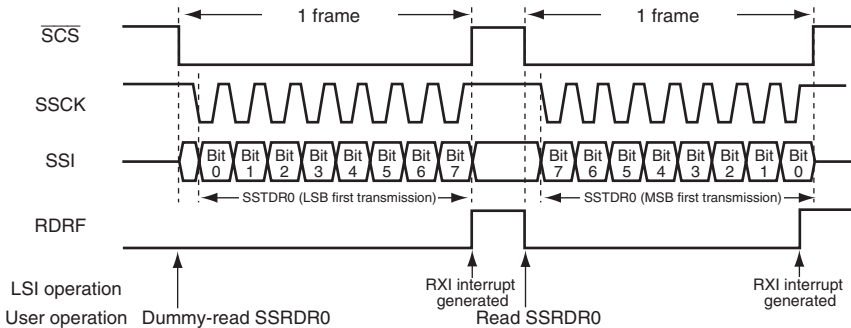 1 frame 1 frame
SCS
SSCK
SSI
Bit 0 Bit 1 Bit 2 Bit 3 Bit 4 Bit 5 Bit 6 Bit 7 Bit 7 Bit 6 Bit 5 Bit 4 Bit 3 Bit 2 Bit 1 Bit 0
SSTDR0 (LSB first transmission) SSTDR0 (MSB first transmission)
RDRF
LSI operation
RXI interrupt generated RXI interrupt generated
User operation Dummy-read SSRDR0 Read SSRDR0